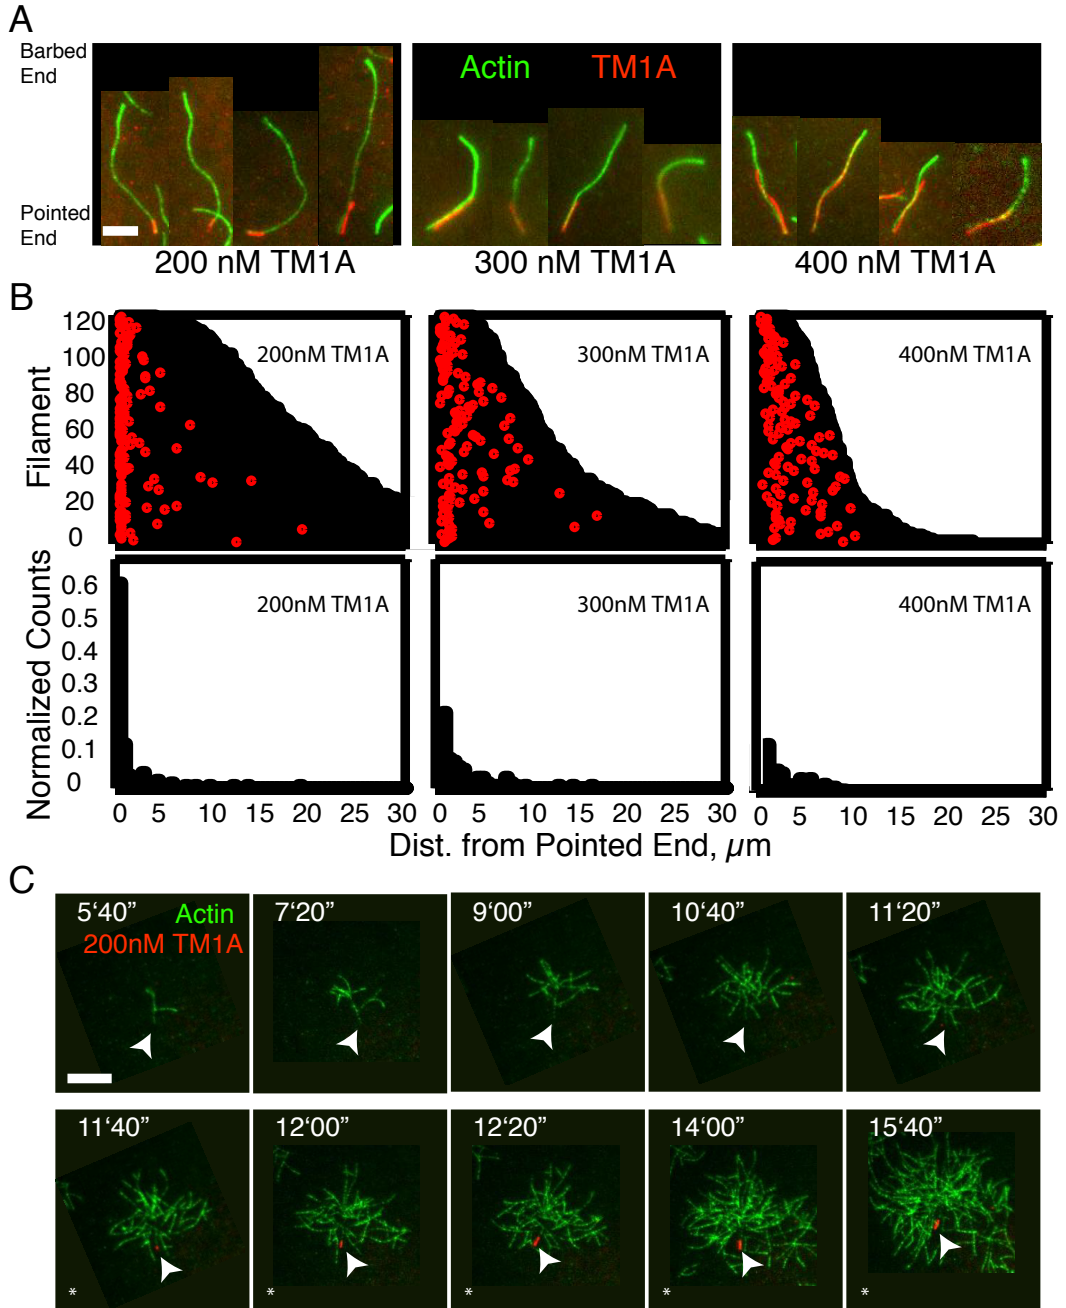 A
Barbed
End
Actin
TM1A
Pointed
End
200 nM TM1A
300 nM TM1A
400 nM TM1A
B
Filament
120
100
80
60
40
20
0
200nM TM1A
300nM TM1A
400nM TM1A
Normalized Counts
0.6
0.5
0.4
0.3
0.2
0.1
0
200nM TM1A
300nM TM1A
400nM TM1A
0 5 10 15 20 25 30
0 5 10 15 20 25 30
0 5 10 15 20 25 30
Dist. from Pointed End, µm
C
5‘40”
Actin
200nM TM1A
7‘20”
9‘00”
10‘40”
11‘20”
11‘40”
*
12‘00”
*
12‘20”
*
14‘00”
*
15‘40”
*